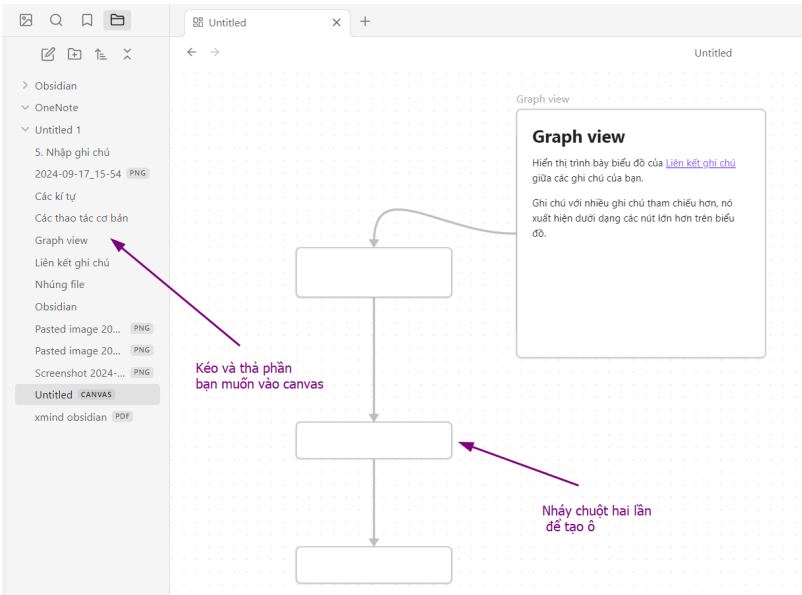 Untitled
Untitled
Obsidian
OneNote
Untitled 1
5. Nhập ghi chú
2024-09-17_15-54 PNG
Các kí tự
Các thao tác cơ bản
Graph view
Liên kết ghi chú
Nhúng file
Obsidian
Pasted image 20... PNG
Pasted image 20... PNG
Screenshot 2024-... PNG
Untitled CANVAS
xmind obsidian PDF
Graph view
Graph view
Hiển thị trình bày biểu đồ của Liên kết ghi chú
giữa các ghi chú của bạn.
Ghi chú với nhiều ghi chú tham chiếu hơn, nó
xuất hiện dưới dạng các nút lớn hơn trên biểu
đồ.
Kéo và thả phần
bạn muốn vào canvas
Nháy chuột hai lần
để tạo ô